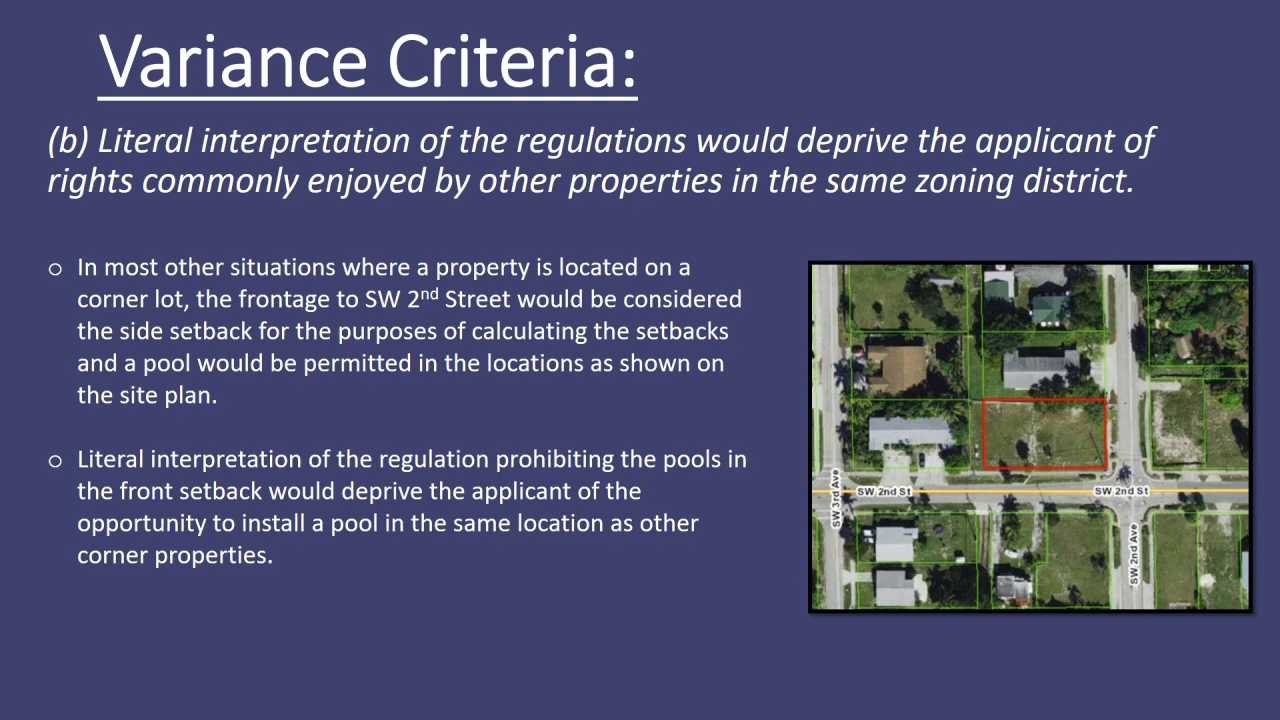 Variance Criteria:
(b) Literal interpretation of the regulations would deprive the applicant of
rights commonly enjoyed by other properties in the same zoning district.
o In most other situations where a property is located on a
corner lot, the frontage to SW 2nd Street would be considered
the side setback for the purposes of calculating the setbacks
and a pool would be permitted in the locations as shown on
the site plan.
o Literal interpretation of the regulation prohibiting the pools in
the front setback would deprive the applicant of the
opportunity to install a pool in the same location as other
corner properties.
SW 3rd Ave
SW 2nd St
SW 2nd St
SW 2nd Ave